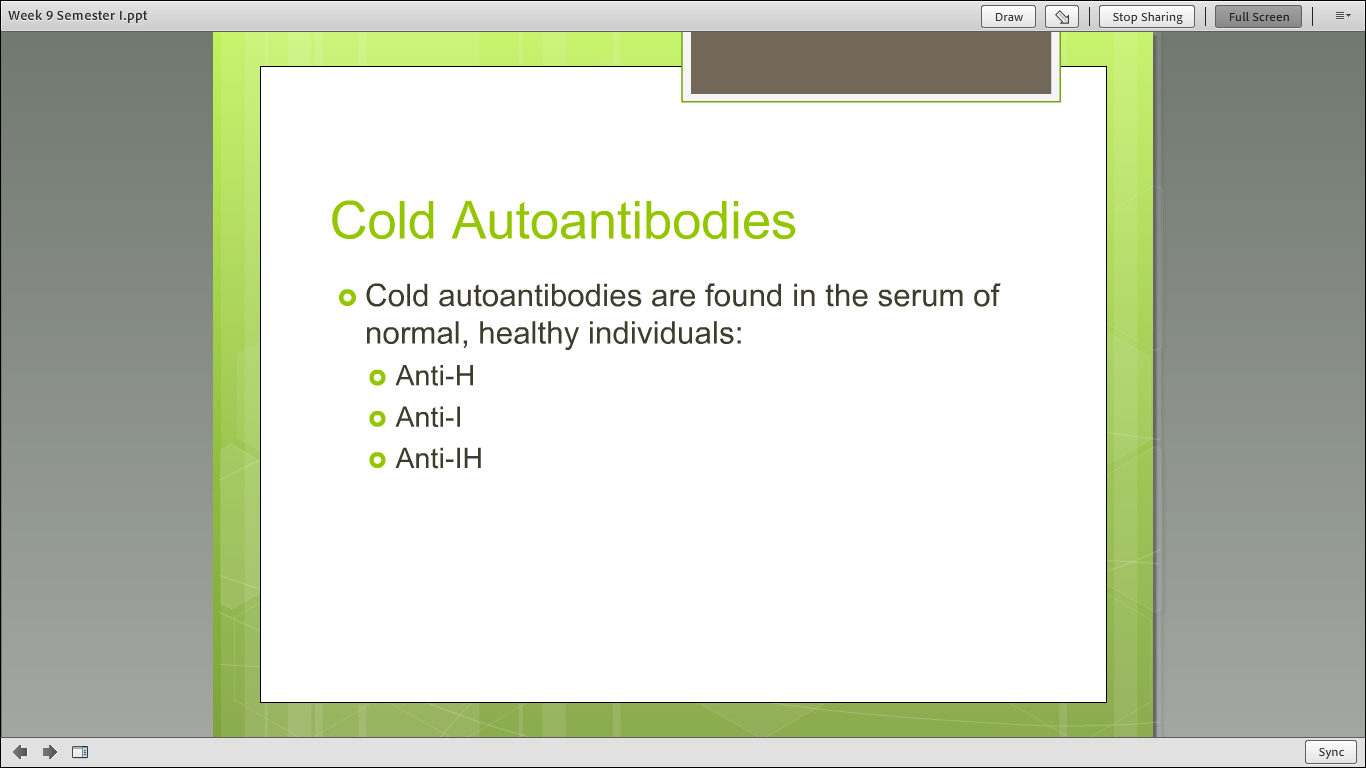 Week 9 Semester I.ppt
Draw
Stop Sharing
Full Screen
Cold Autoantibodies
Cold autoantibodies are found in the serum of
normal, healthy individuals:
Anti-H
Anti-I
Anti-IH
Sync